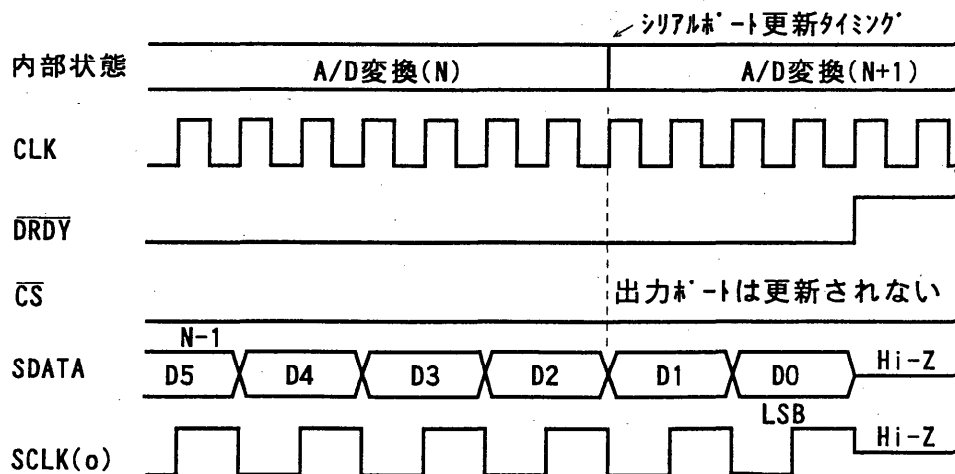 シリアルポート更新タイミング
内部状態 A/D変換(N) A/D変換(N+1)
CLK
DRDY
CS 出力ポートは更新されない
N-1
SDATA D5 D4 D3 D2 D1 D0 Hi-Z
LSB
SCLK(o) Hi-Z